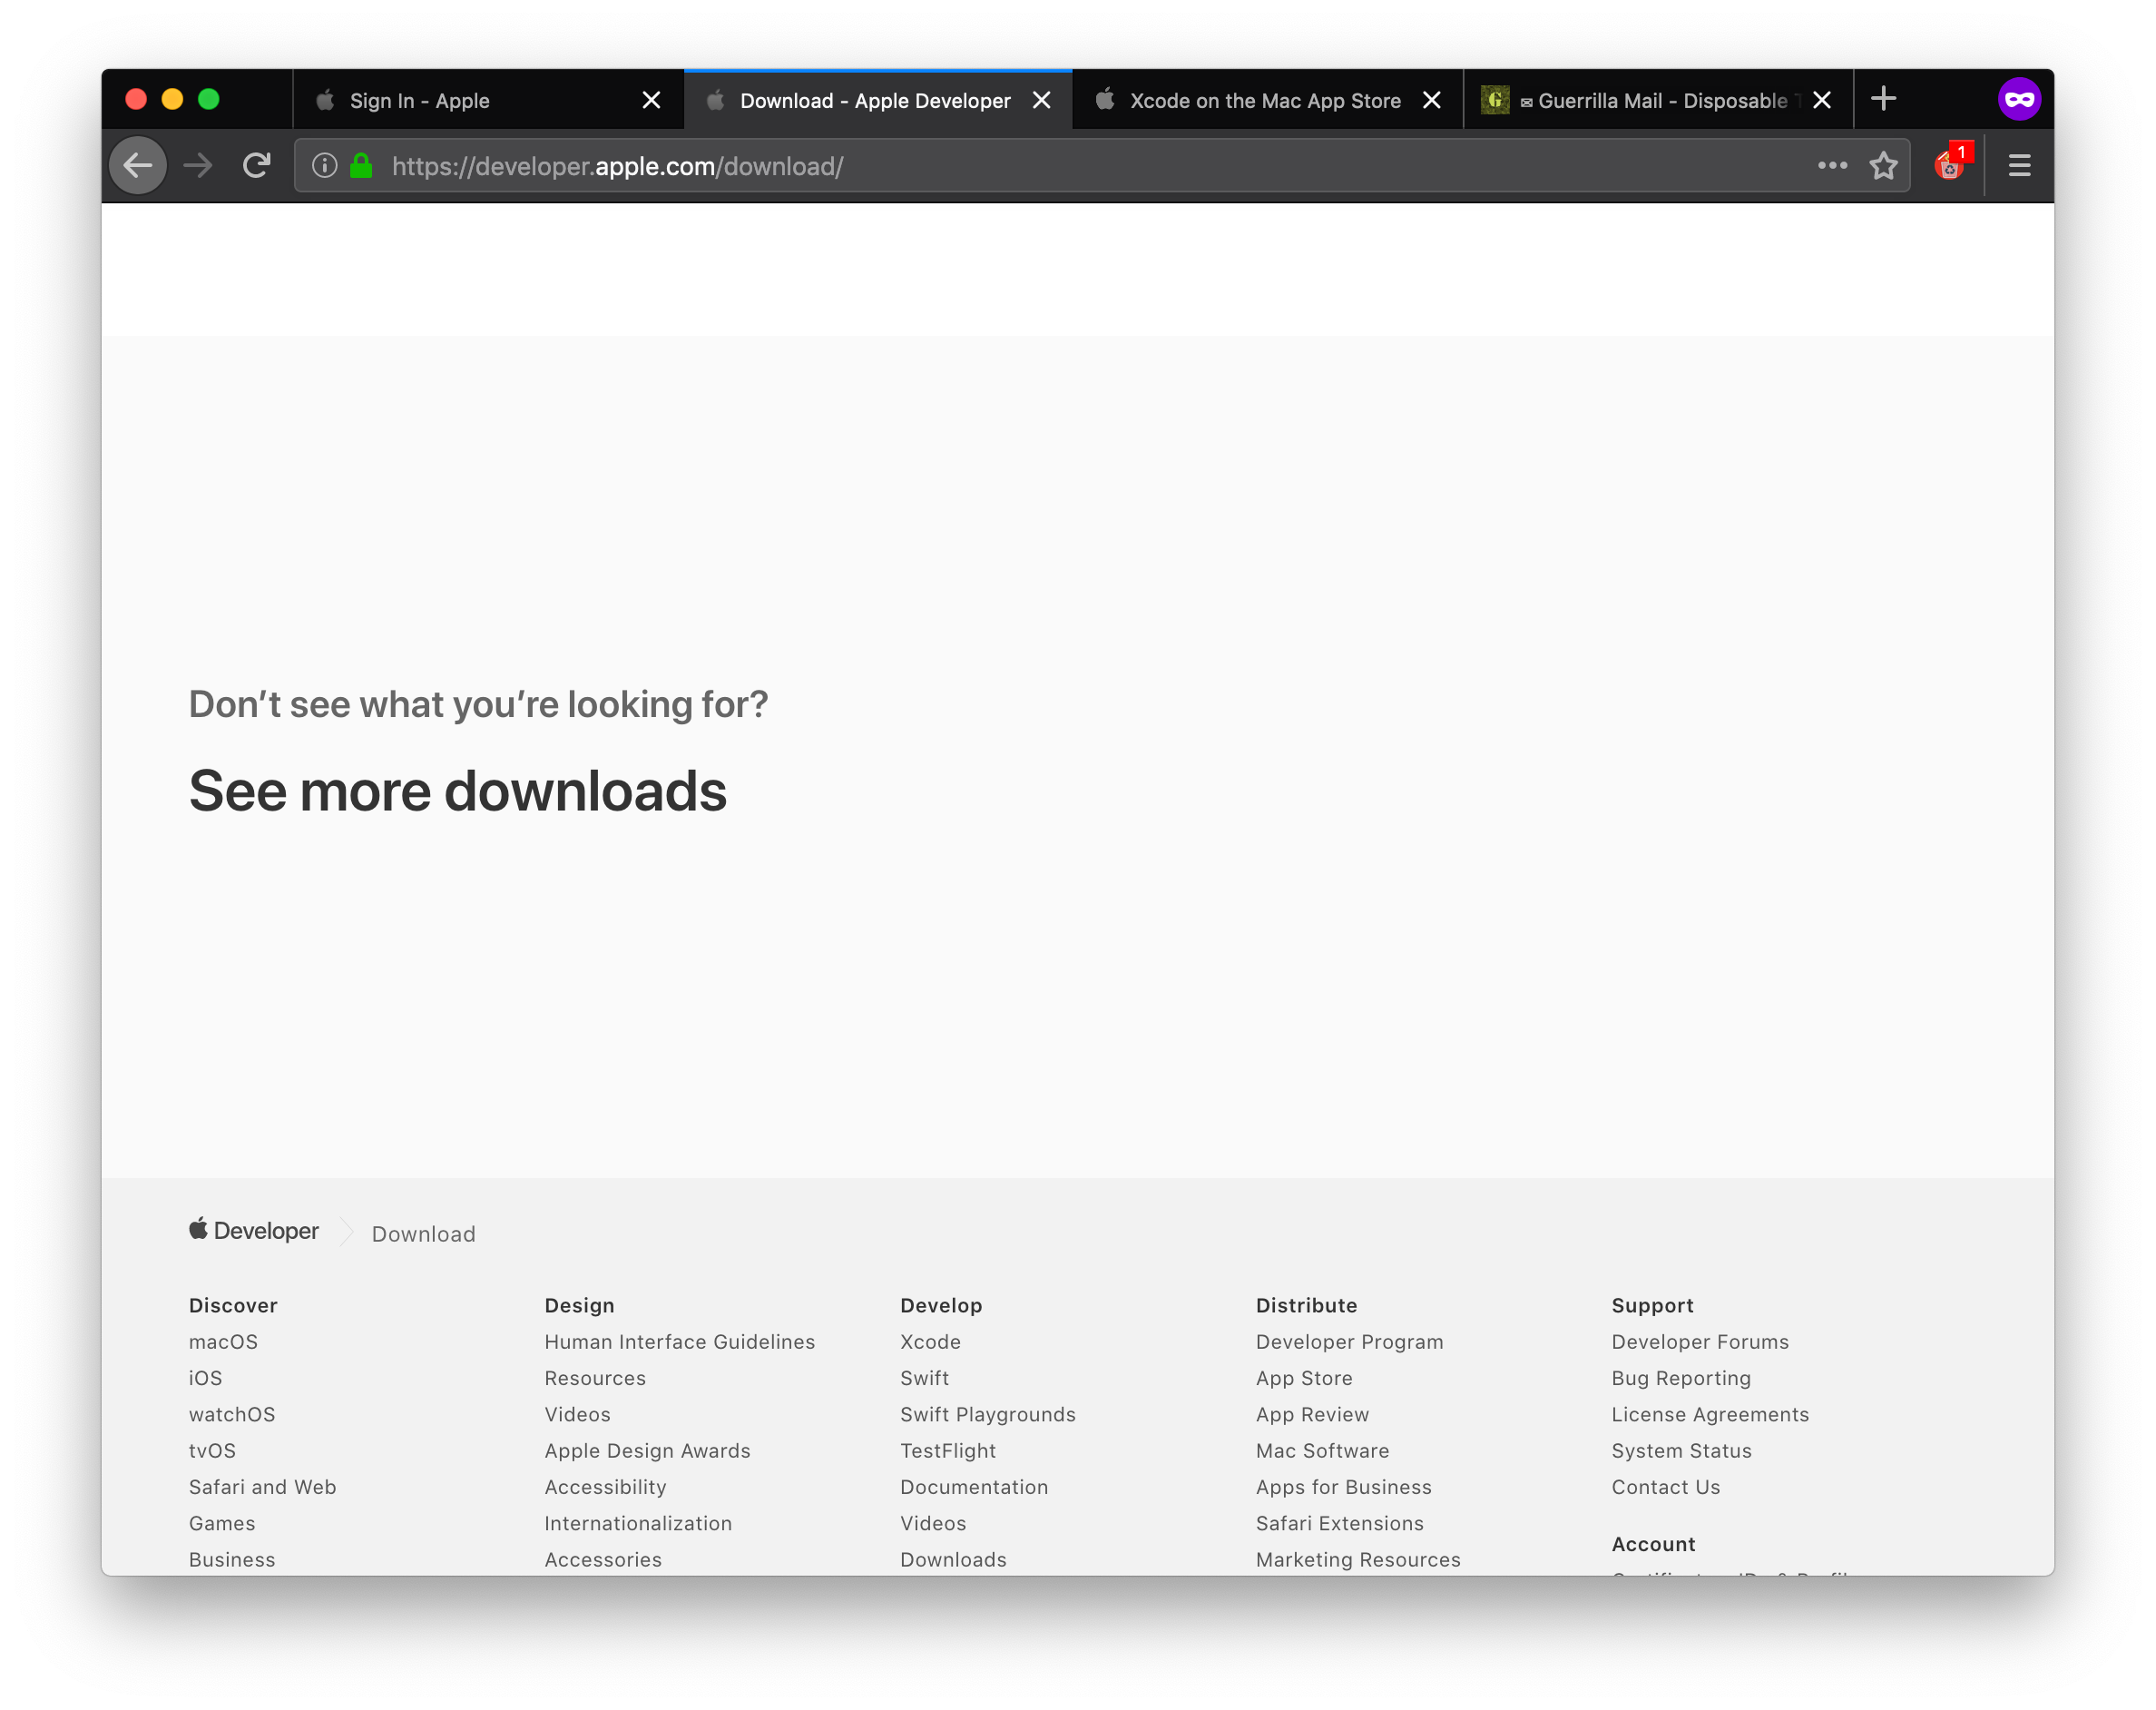 Sign In - Apple
Download - Apple Developer
Xcode on the Mac App Store
G ✉ Guerrilla Mail - Disposable
https://developer.apple.com/download/
1
Don’t see what you’re looking for?
See more downloads
Developer
Download
Discover
macOS
iOS
watchOS
tvOS
Safari and Web
Games
Business
Design
Human Interface Guidelines
Resources
Videos
Apple Design Awards
Accessibility
Internationalization
Accessories
Develop
Xcode
Swift
Swift Playgrounds
TestFlight
Documentation
Videos
Downloads
Distribute
Developer Program
App Store
App Review
Mac Software
Apps for Business
Safari Extensions
Marketing Resources
Support
Developer Forums
Bug Reporting
License Agreements
System Status
Contact Us
Account